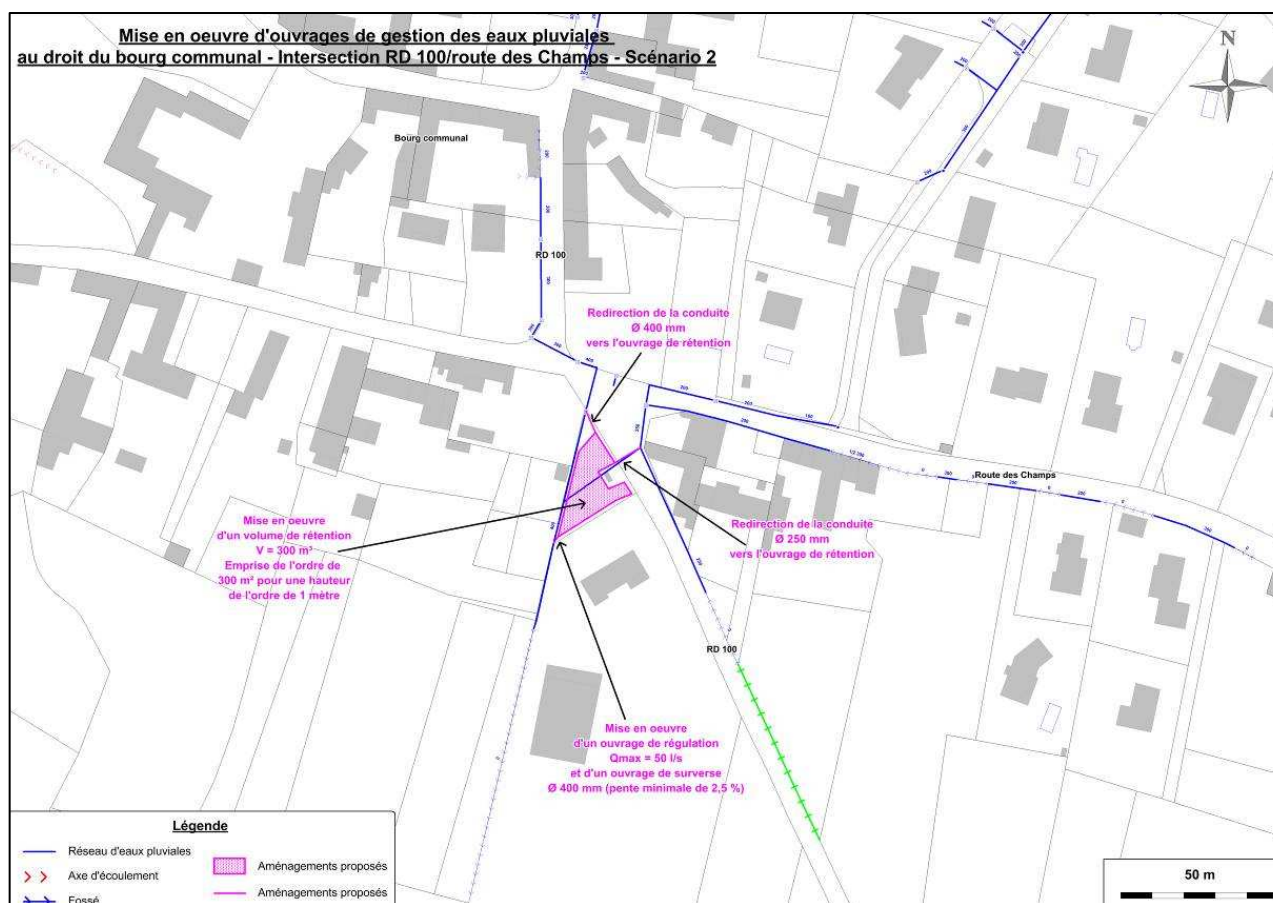 Mise en oeuvre d'ouvrages de gestion des eaux pluviales
au droit du bourg communal - Intersection RD 100/route des Champs - Scénario 2
N
Bourg communal
RD 100
Redirection de la conduite
Ø 400 mm
vers l'ouvrage de rétention
Route des Champs
Mise en oeuvre
d'un volume de rétention
V = 300 m³
Emprise de l'ordre de
300 m² pour une hauteur
de l'ordre de 1 mètre
Redirection de la conduite
Ø 250 mm
vers l'ouvrage de rétention
RD 100
Mise en oeuvre
d'un ouvrage de régulation
Qmax = 50 l/s
et d'un ouvrage de surverse
Ø 400 mm (pente minimale de 2,5 %)
Légende
Réseau d'eaux pluviales
Axe d'écoulement
Fossé
Aménagements proposés
Aménagements proposés
50 m